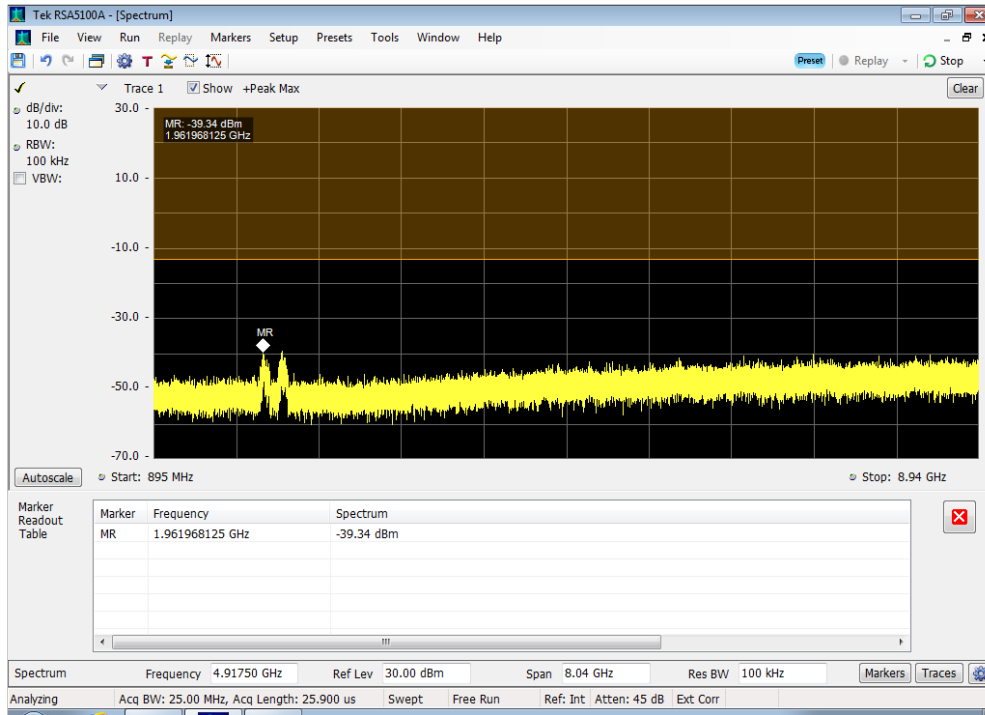 Tek RSA5100A - [Spectrum]
File View Run Replay Markers Setup Presets Tools Window Help
T Preset Replay Stop
Trace 1 Show +Peak Max Clear
dB/div:
10.0 dB
RBW:
100 kHz
VBW:
30.0
10.0
-10.0
-30.0
-50.0
-70.0
MR: -39.34 dBm
1.961968125 GHz
MR
Autoscale Start: 895 MHz Stop: 8.94 GHz
Marker
Readout
Table
Marker Frequency Spectrum
MR 1.961968125 GHz -39.34 dBm
Spectrum Frequency 4.91750 GHz Ref Lev 30.00 dBm Span 8.04 GHz Res BW 100 kHz Markers Traces
Analyzing Acq BW: 25.00 MHz, Acq Length: 25.900 us Swept Free Run Ref: Int Atten: 45 dB Ext Corr